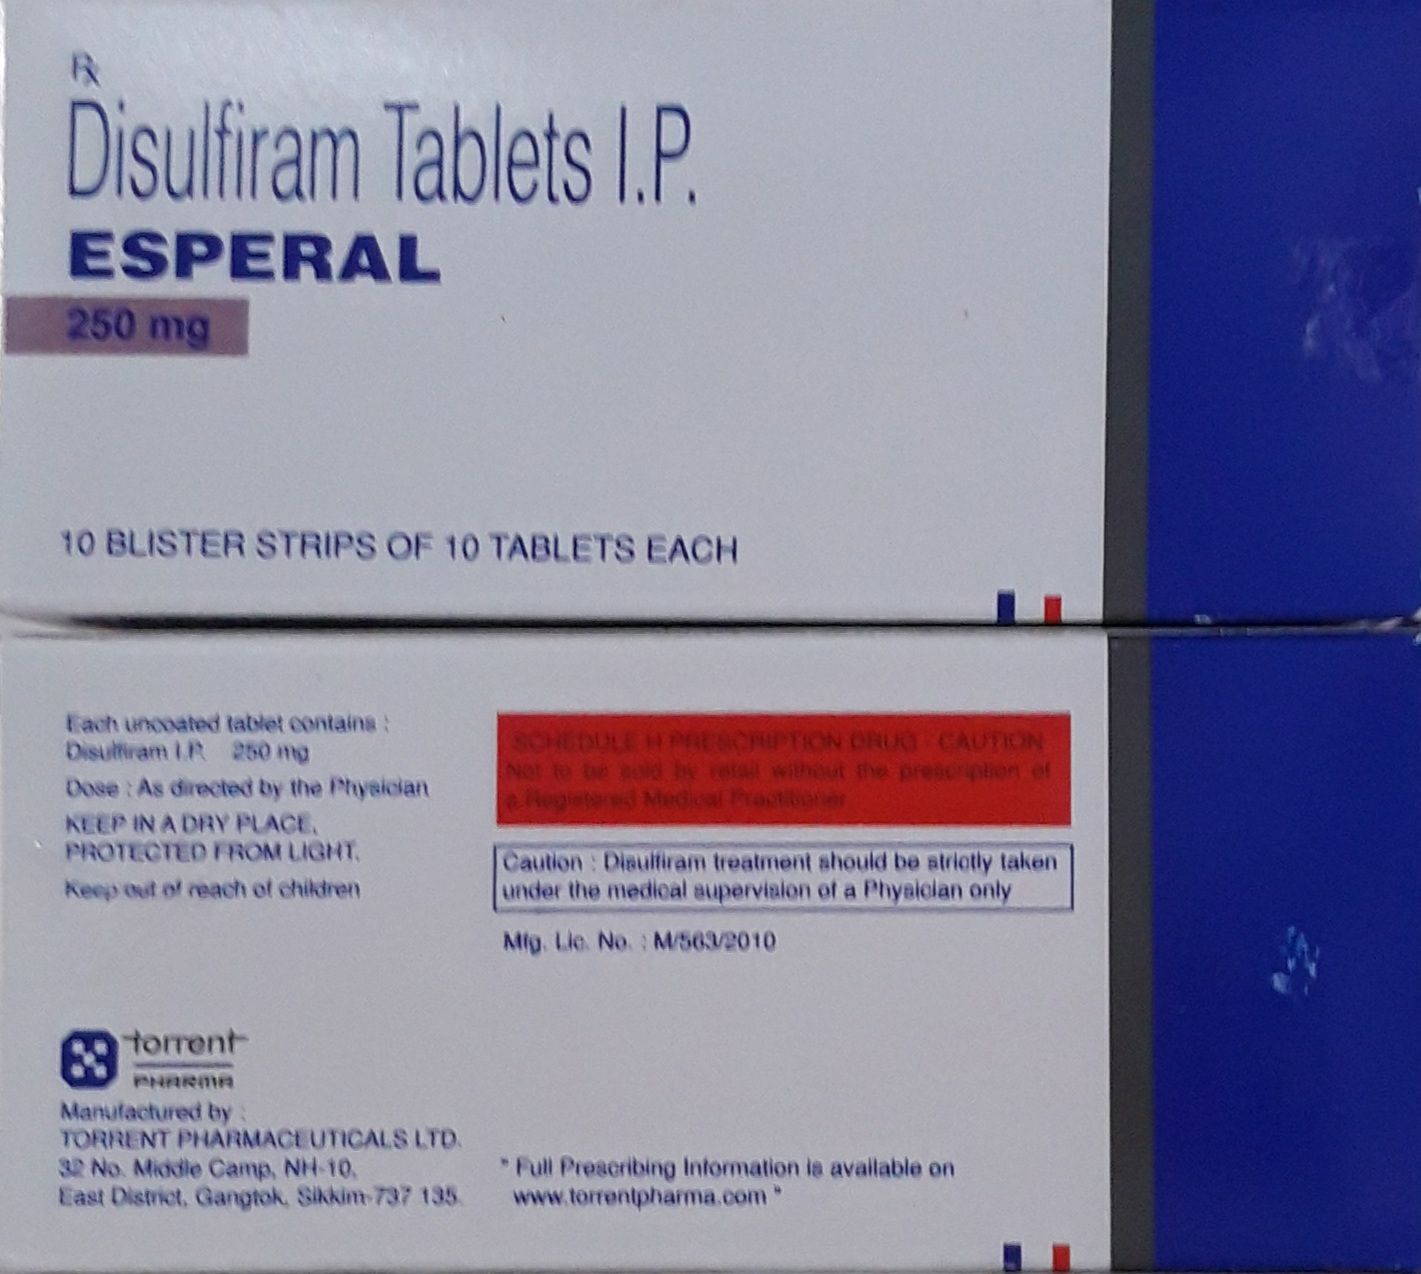 Rx
Disulfiram Tablets I.P.
ESPERAL
250 mg
10 BLISTER STRIPS OF 10 TABLETS EACH
Each uncoated tablet contains :
Disulfiram I.P. 250 mg
Dose : As directed by the Physician
KEEP IN A DRY PLACE,
PROTECTED FROM LIGHT.
Keep out of reach of children
SCHEDULE H PRESCRIPTION DRUG - CAUTION
Not to be sold by retail without the prescription of
a Registered Medical Practitioner
Caution : Disulfiram treatment should be strictly taken
under the medical supervision of a Physician only
Mfg. Lic. No. : M/563/2010
torrent
PHARMA
Manufactured by :
TORRENT PHARMACEUTICALS LTD.
32 No. Middle Camp, NH-10,
East District, Gangtok, Sikkim-737 135.
" Full Prescribing Information is available on
www.torrentpharma.com "